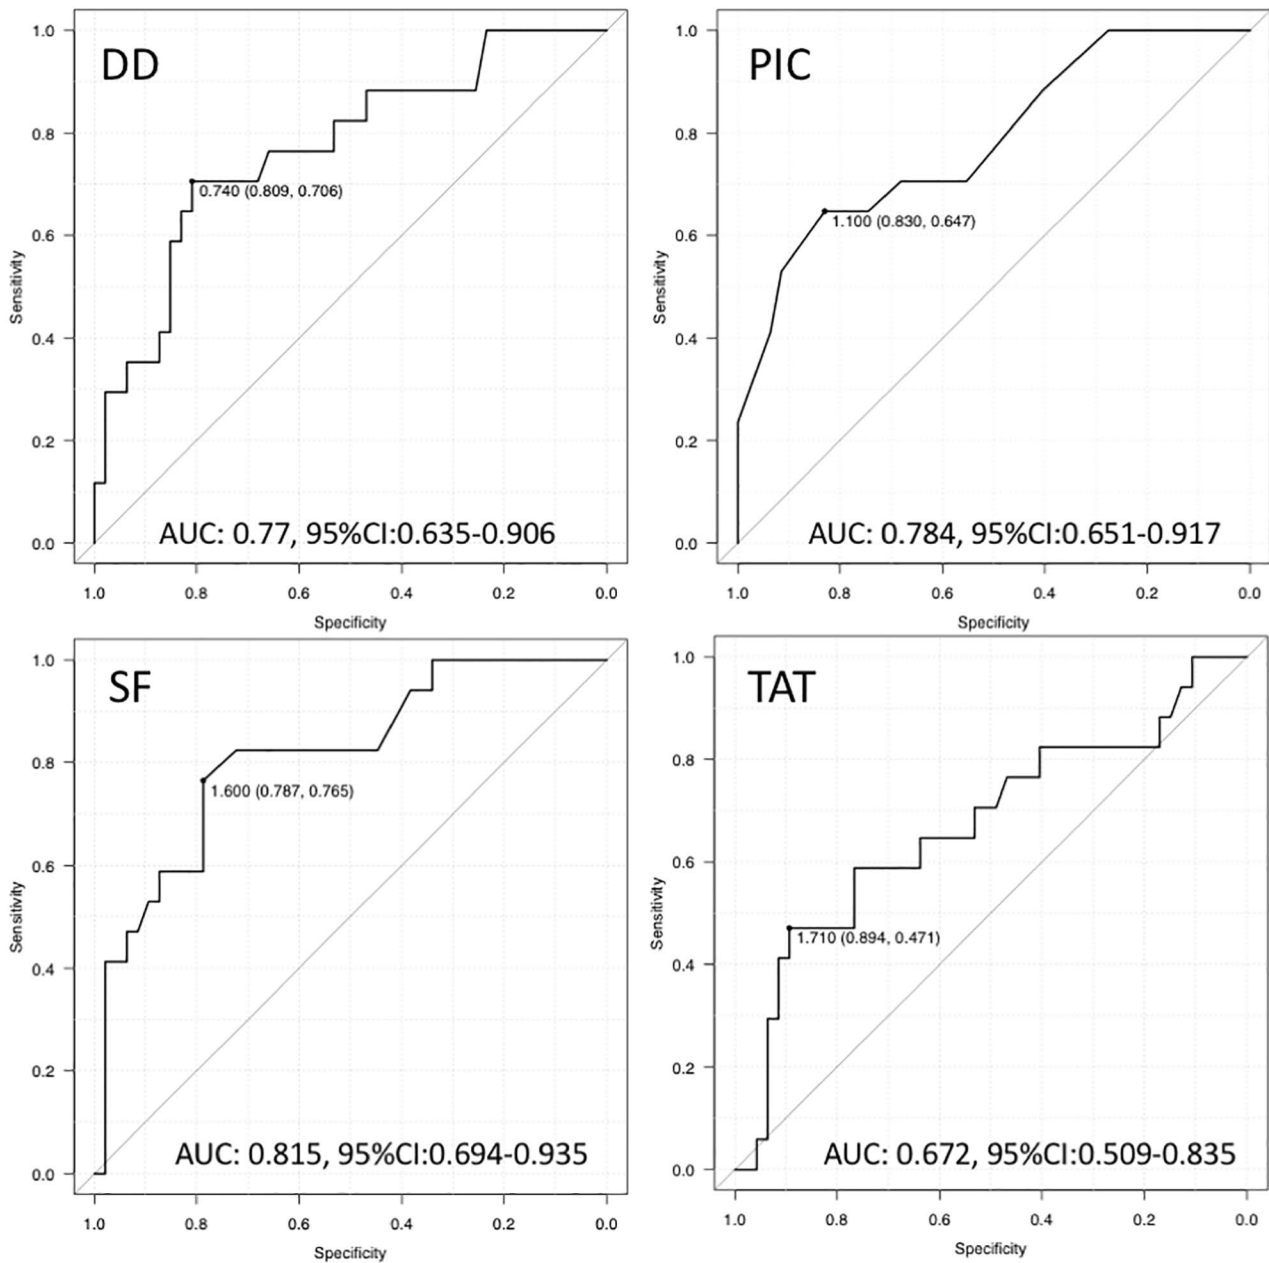 DD
1.0
0.8
0.6
0.4
0.2
0.0
Sensitivity
0.740 (0.809, 0.706)
AUC: 0.77, 95%CI:0.635-0.906
1.0 0.8 0.6 0.4 0.2 0.0
Specificity
PIC
1.0
0.8
0.6
0.4
0.2
0.0
Sensitivity
1.100 (0.830, 0.647)
AUC: 0.784, 95%CI:0.651-0.917
1.0 0.8 0.6 0.4 0.2 0.0
Specificity
SF
1.0
0.8
0.6
0.4
0.2
0.0
Sensitivity
1.600 (0.787, 0.765)
AUC: 0.815, 95%CI:0.694-0.935
1.0 0.8 0.6 0.4 0.2 0.0
Specificity
TAT
1.0
0.8
0.6
0.4
0.2
0.0
Sensitivity
1.710 (0.894, 0.471)
AUC: 0.672, 95%CI:0.509-0.835
1.0 0.8 0.6 0.4 0.2 0.0
Specificity